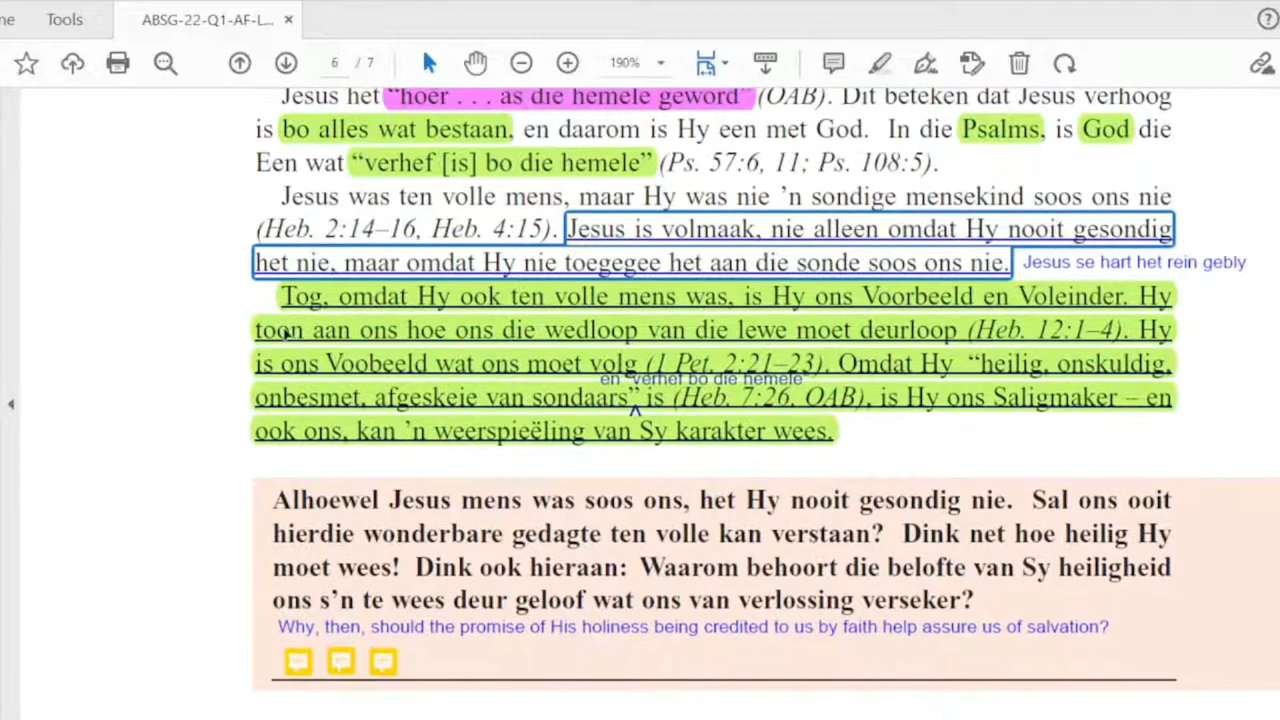 ne Tools ABSG-22-Q1-AF-L... ×
6 / 7 190%
Jesus het “hoer . . . as die hemele geword” (OAB). Dit beteken dat Jesus verhoog
is bo alles wat bestaan, en daarom is Hy een met God. In die Psalms, is God die
Een wat “verhef [is] bo die hemele” (Ps. 57:6, 11; Ps. 108:5).
Jesus was ten volle mens, maar Hy was nie ’n sondige mensekind soos ons nie
(Heb. 2:14–16, Heb. 4:15). Jesus is volmaak, nie alleen omdat Hy nooit gesondig
het nie, maar omdat Hy nie toegegee het aan die sonde soos ons nie. Jesus se hart het rein gebly
Tog, omdat Hy ook ten volle mens was, is Hy ons Voorbeeld en Voleinder. Hy
toon aan ons hoe ons die wedloop van die lewe moet deurloop (Heb. 12:1–4). Hy
is ons Voobeeld wat ons moet volg (1 Pet. 2:21–23). Omdat Hy “heilig, onskuldig,
en “verhef bo die hemele”
onbesmet, afgeskeie van sondaars” is (Heb. 7:26, OAB), is Hy ons Saligmaker – en
ook ons, kan ’n weerspieëling van Sy karakter wees.
Alhoewel Jesus mens was soos ons, het Hy nooit gesondig nie. Sal ons ooit
hierdie wonderbare gedagte ten volle kan verstaan? Dink net hoe heilig Hy
moet wees! Dink ook hieraan: Waarom behoort die belofte van Sy heiligheid
ons s’n te wees deur geloof wat ons van verlossing verseker?
Why, then, should the promise of His holiness being credited to us by faith help assure us of salvation?